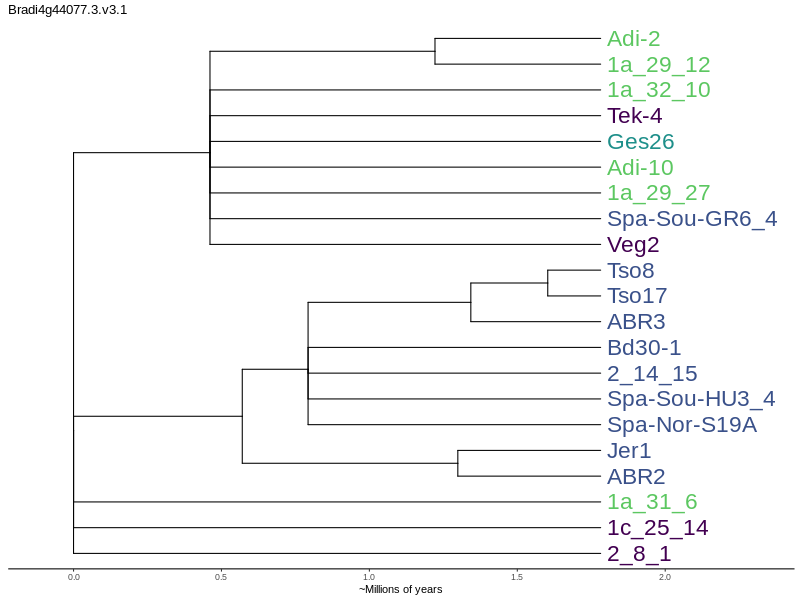 Bradi4g44077.3.v3.1
Adi-2
1a_29_12
1a_32_10
Tek-4
Ges26
Adi-10
1a_29_27
Spa-Sou-GR6_4
Veg2
Tso8
Tso17
ABR3
Bd30-1
2_14_15
Spa-Sou-HU3_4
Spa-Nor-S19A
Jer1
ABR2
1a_31_6
1c_25_14
2_8_1
0.0 0.5 1.0 1.5 2.0
~Millions of years